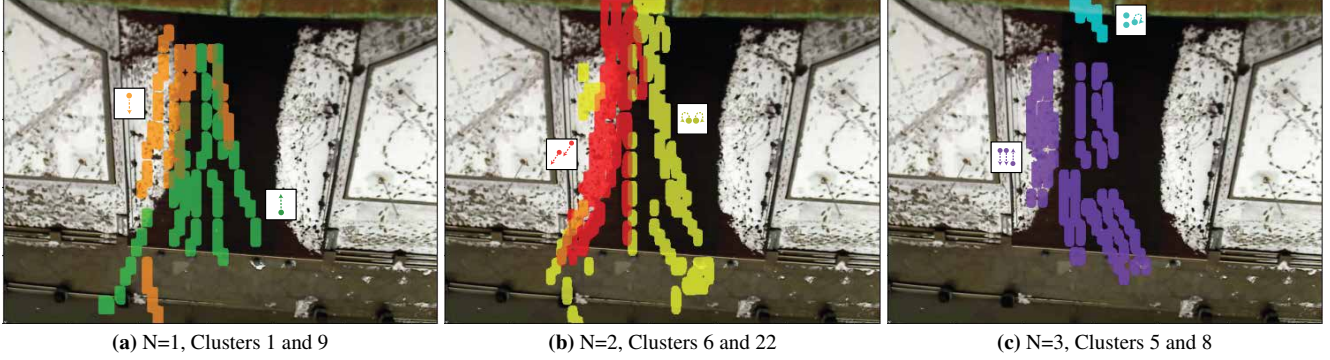 (a) N=1, Clusters 1 and 9
(b) N=2, Clusters 6 and 22
(c) N=3, Clusters 5 and 8